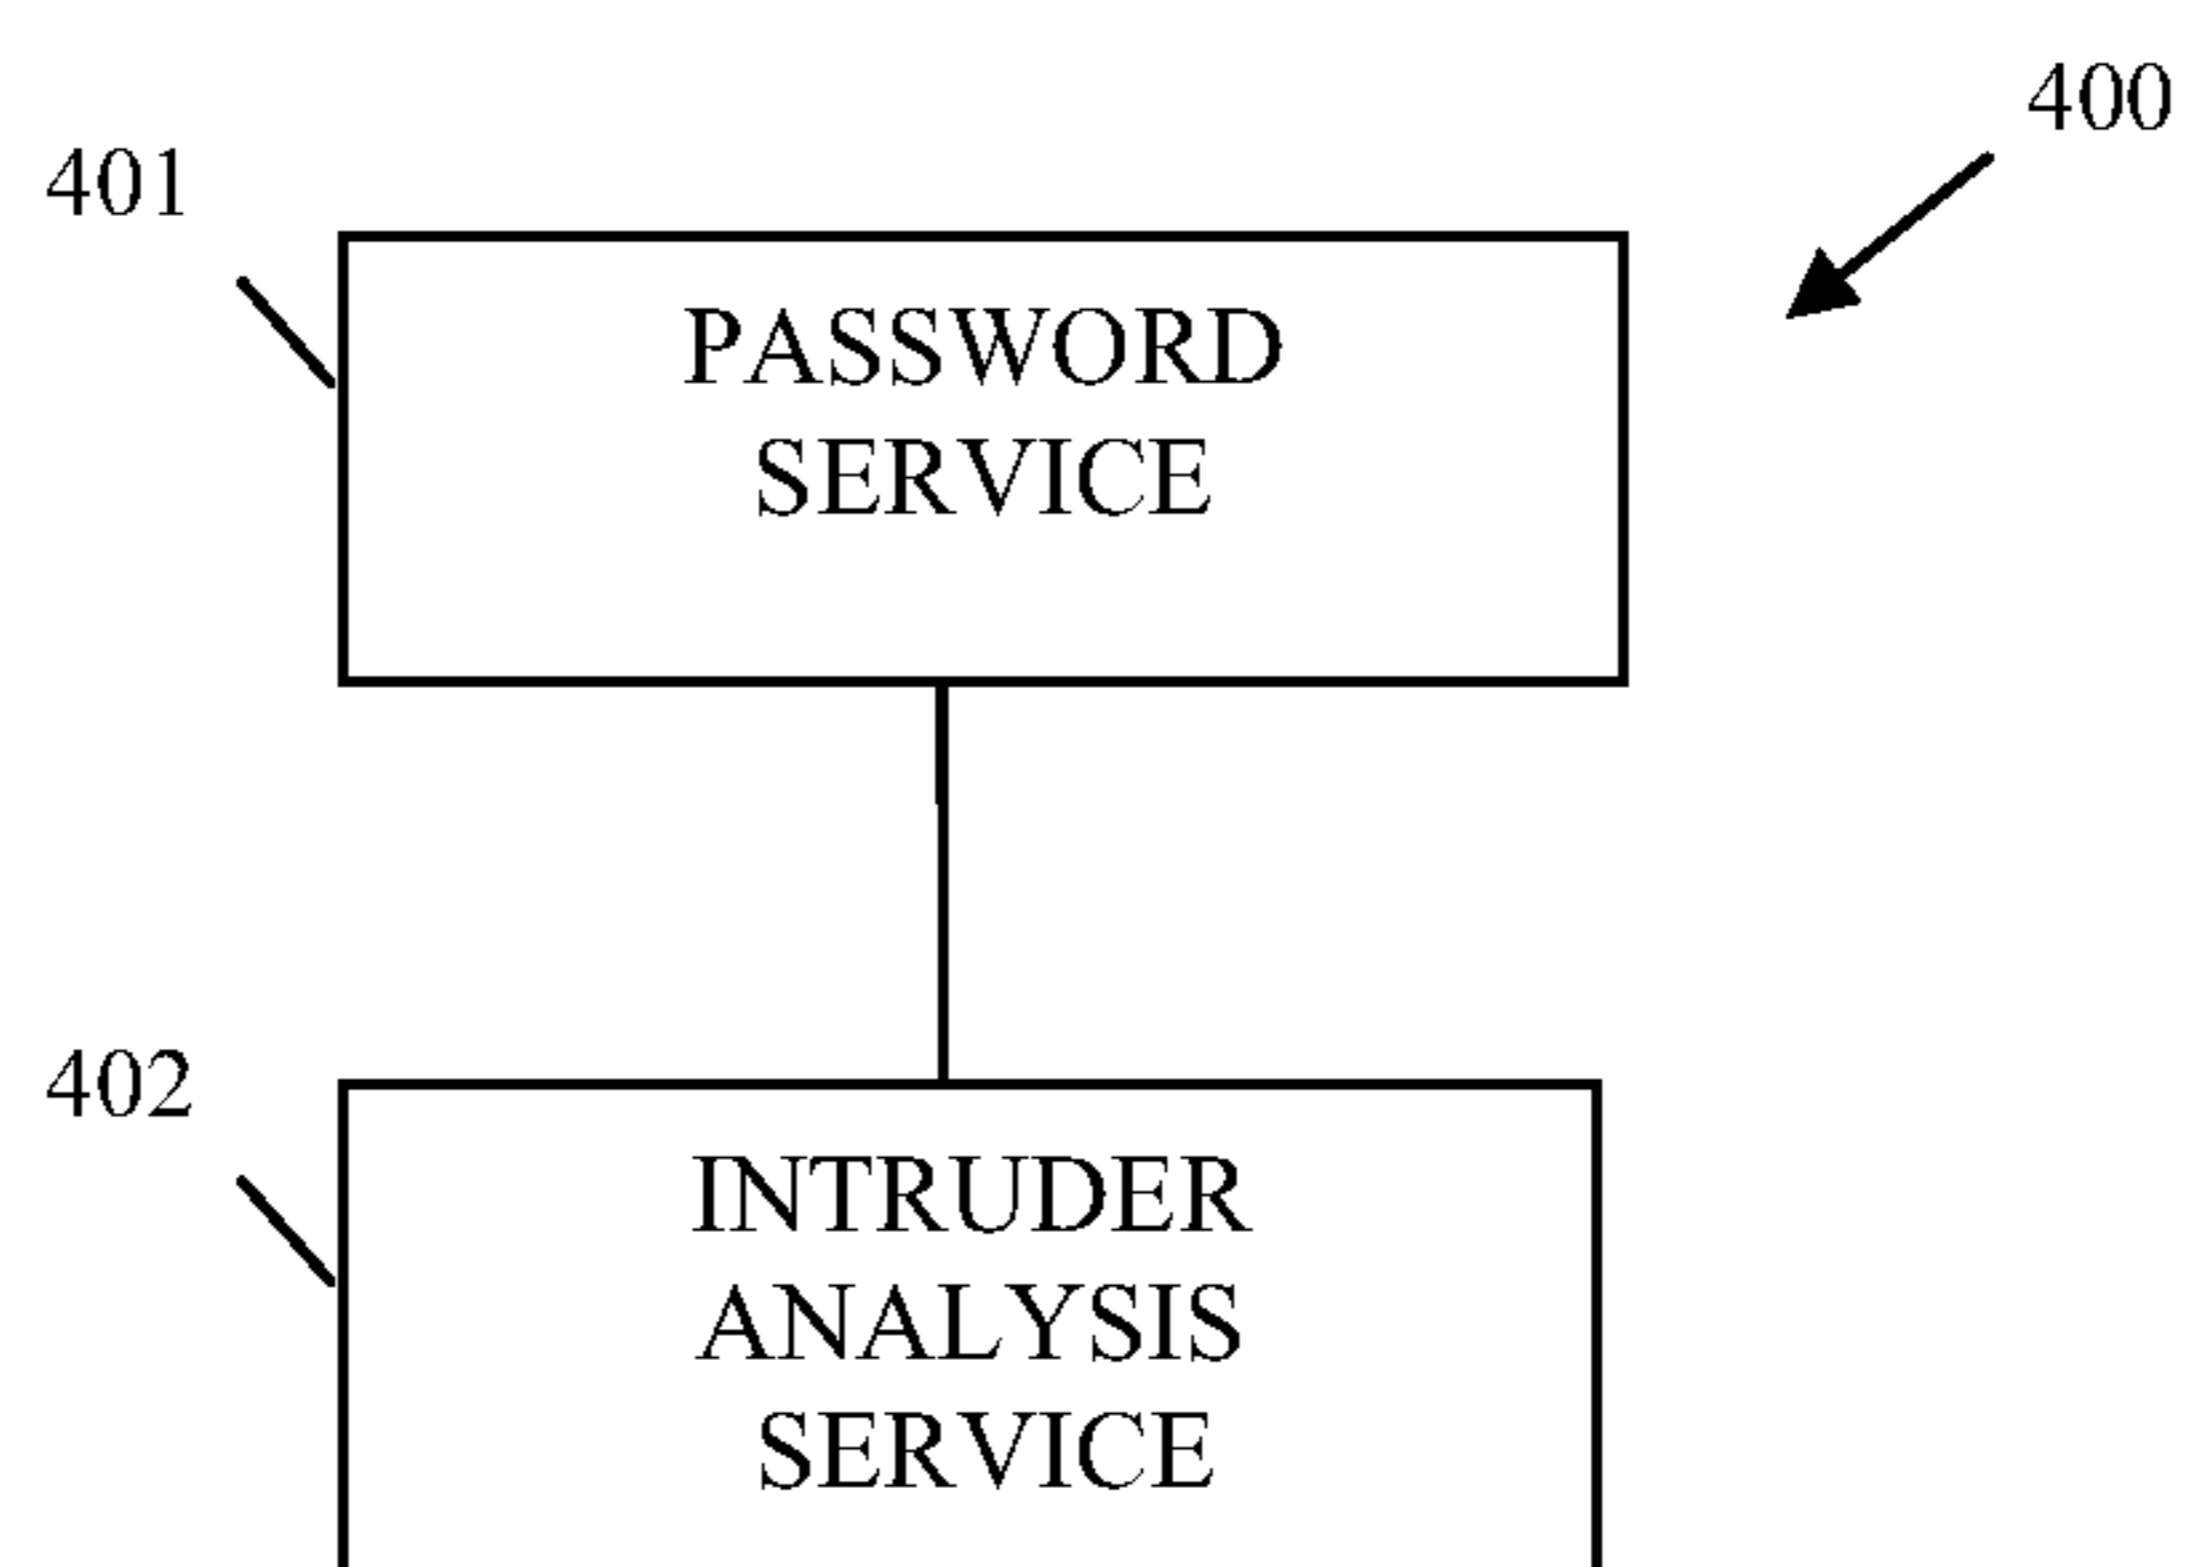 400
401
PASSWORD
SERVICE
402
INTRUDER
ANALYSIS
SERVICE